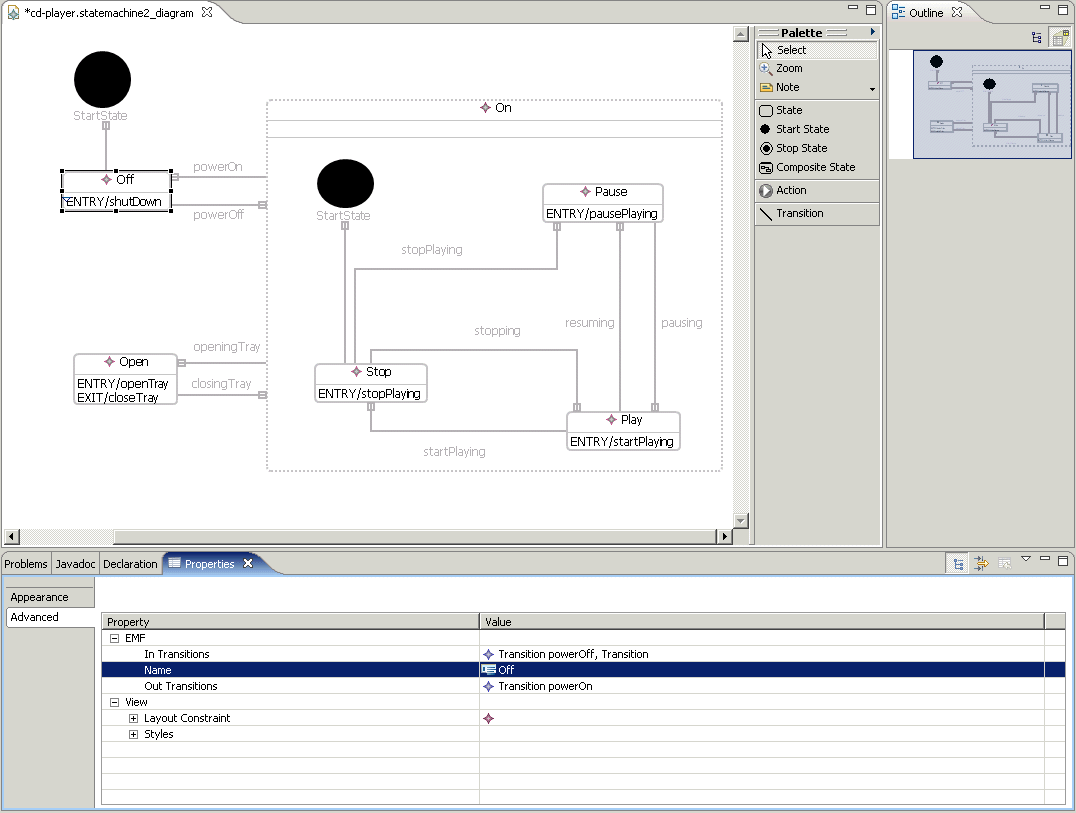 *cd-player.statemachine2_diagram
Outline
StartState
Off
ENTRY/shutDown
powerOn
powerOff
On
StartState
Pause
ENTRY/pausePlaying
stopPlaying
stopping
resuming
pausing
openingTray
closingTray
Open
ENTRY/openTray
EXIT/closeTray
Stop
ENTRY/stopPlaying
Play
ENTRY/startPlaying
startPlaying
Palette
Select
Zoom
Note
State
Start State
Stop State
Composite State
Action
Transition
Problems Javadoc Declaration Properties
Appearance
Advanced
Property Value
EMF
In Transitions Transition powerOff, Transition
Name Off
Out Transitions Transition powerOn
View
Layout Constraint
Styles